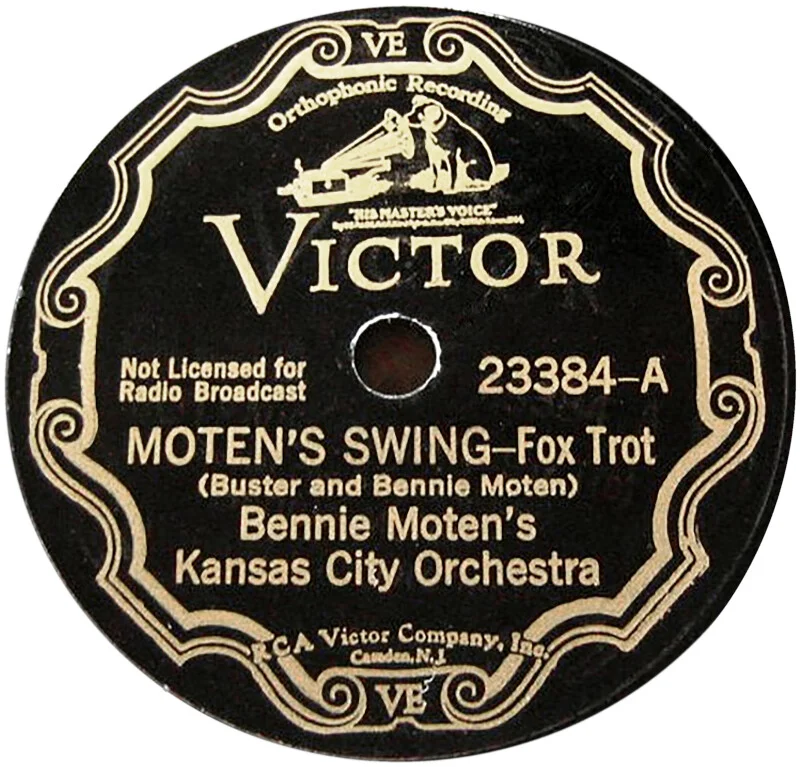 VE
Orthophonic Recording
"HIS MASTER'S VOICE"
VICTOR
Not Licensed for
Radio Broadcast
23384-A
MOTEN'S SWING-Fox Trot
(Buster and Bennie Moten)
Bennie Moten's
Kansas City Orchestra
RCA Victor Company, Inc.
Camden, N.J.
VE